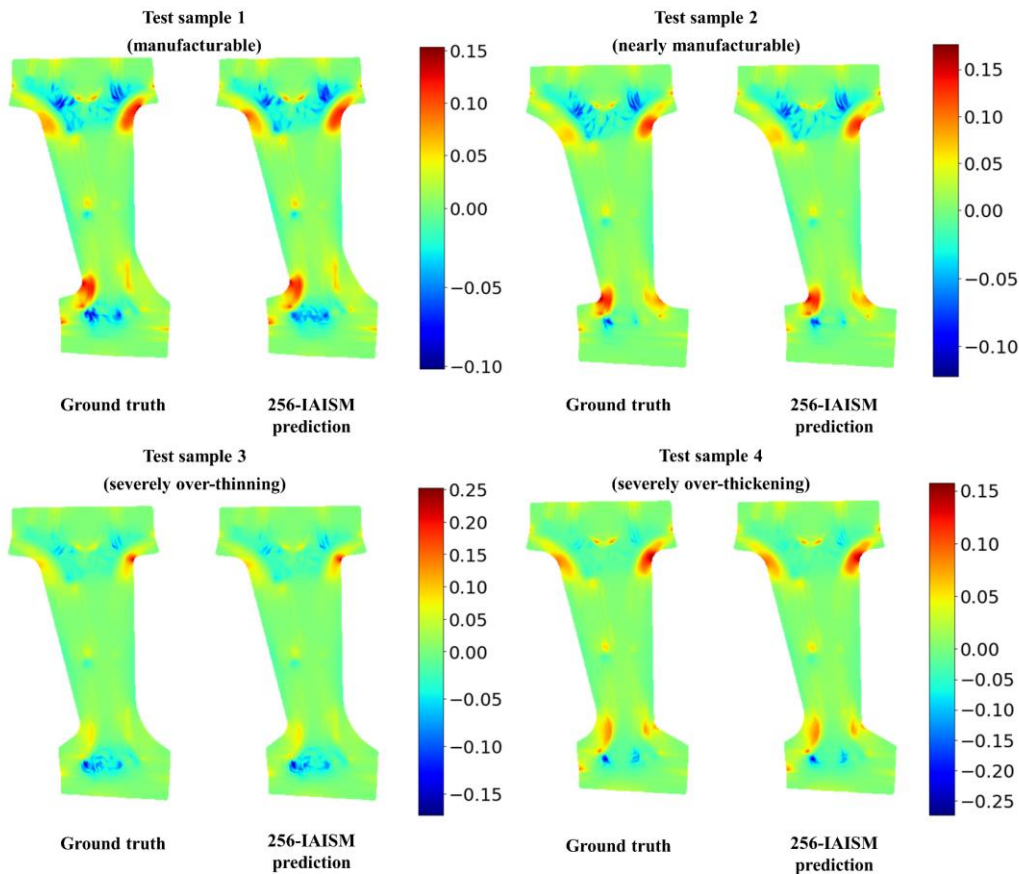 Test sample 1
(manufacturable)
0.15
0.10
0.05
0.00
−0.05
−0.10
Ground truth
256-IAISM
prediction
Test sample 2
(nearly manufacturable)
0.15
0.10
0.05
0.00
−0.05
−0.10
Ground truth
256-IAISM
prediction
Test sample 3
(severely over-thinning)
0.25
0.20
0.15
0.10
0.05
0.00
−0.05
−0.10
−0.15
Ground truth
256-IAISM
prediction
Test sample 4
(severely over-thickening)
0.15
0.10
0.05
0.00
−0.05
−0.10
−0.15
−0.20
−0.25
Ground truth
256-IAISM
prediction